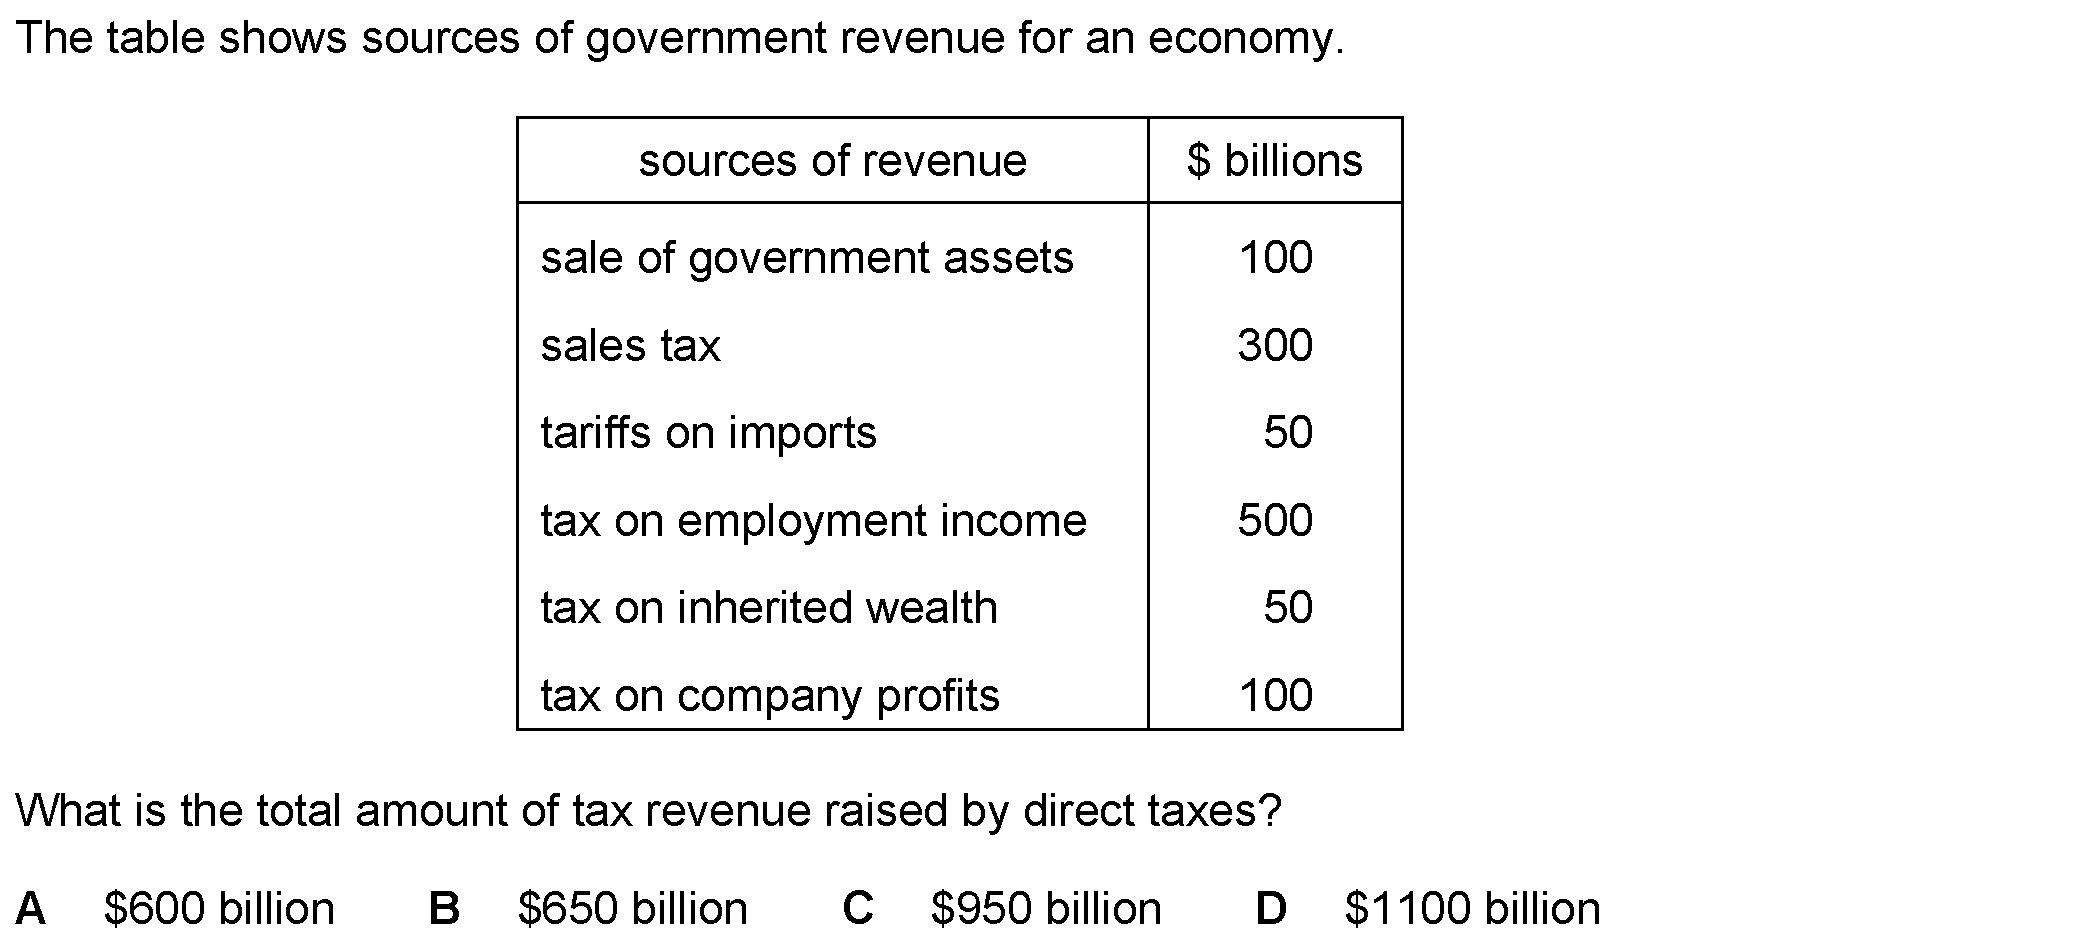 The table shows sources of government revenue for an economy.
sources of revenue $ billions
sale of government assets 100
sales tax 300
tariffs on imports 50
tax on employment income 500
tax on inherited wealth 50
tax on company profits 100
What is the total amount of tax revenue raised by direct taxes?
A $600 billion B $650 billion C $950 billion D $1100 billion